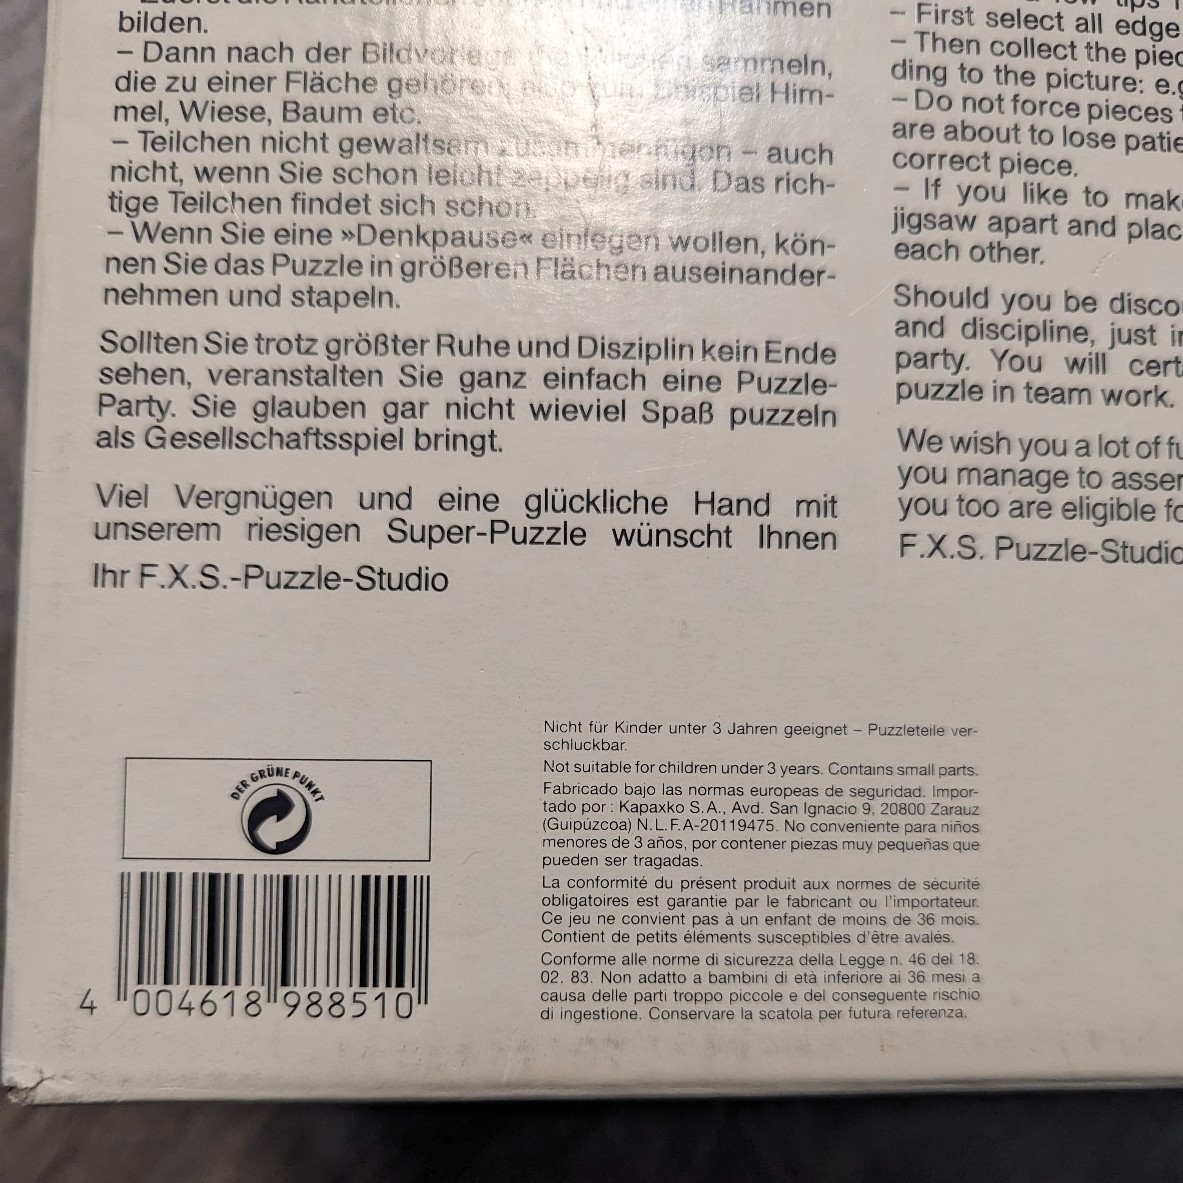 Rahmen
bilden.
– Dann nach der Bildvorlage die Teilchen sammeln,
die zu einer Fläche gehören, also zum Beispiel Him-
mel, Wiese, Baum etc.
– Teilchen nicht gewaltsam zusammenfügen – auch
nicht, wenn Sie schon leicht zappelig sind. Das rich-
tige Teilchen findet sich schon.
– Wenn Sie eine »Denkpause« einlegen wollen, kön-
nen Sie das Puzzle in größeren Flächen auseinander-
nehmen und stapeln.
Sollten Sie trotz größter Ruhe und Disziplin kein Ende
sehen, veranstalten Sie ganz einfach eine Puzzle-
Party. Sie glauben gar nicht wieviel Spaß puzzeln
als Gesellschaftsspiel bringt.
Viel Vergnügen und eine glückliche Hand mit
unserem riesigen Super-Puzzle wünscht Ihnen
Ihr F.X.S.-Puzzle-Studio
– First select all edge
– Then collect the piec
ding to the picture: e.g
– Do not force pieces
are about to lose patie
correct piece.
– If you like to make
jigsaw apart and plac
each other.
Should you be disco
and discipline, just in
party. You will cert
puzzle in team work.
We wish you a lot of fu
you manage to assem
you too are eligible fo
F.X.S. Puzzle-Studio
DER GRÜNE PUNKT
4 004618 988510
Nicht für Kinder unter 3 Jahren geeignet – Puzzleteile ver-
schluckbar.
Not suitable for children under 3 years. Contains small parts.
Fabricado bajo las normas europeas de seguridad. Impor-
tado por : Kapaxko S.A., Avd. San Ignacio 9, 20800 Zarauz
(Guipúzcoa) N.L.F.A-20119475. No conveniente para niños
menores de 3 años, por contener piezas muy pequeñas que
pueden ser tragadas.
La conformité du présent produit aux normes de sécurité
obligatoires est garantie par le fabricant ou l'importateur.
Ce jeu ne convient pas à un enfant de moins de 36 mois.
Contient de petits éléments susceptibles d'être avalés.
Conforme alle norme di sicurezza della Legge n. 46 del 18.
02. 83. Non adatto a bambini di età inferiore ai 36 mesi a
causa delle parti troppo piccole e del conseguente rischio
di ingestione. Conservare la scatola per futura referenza.